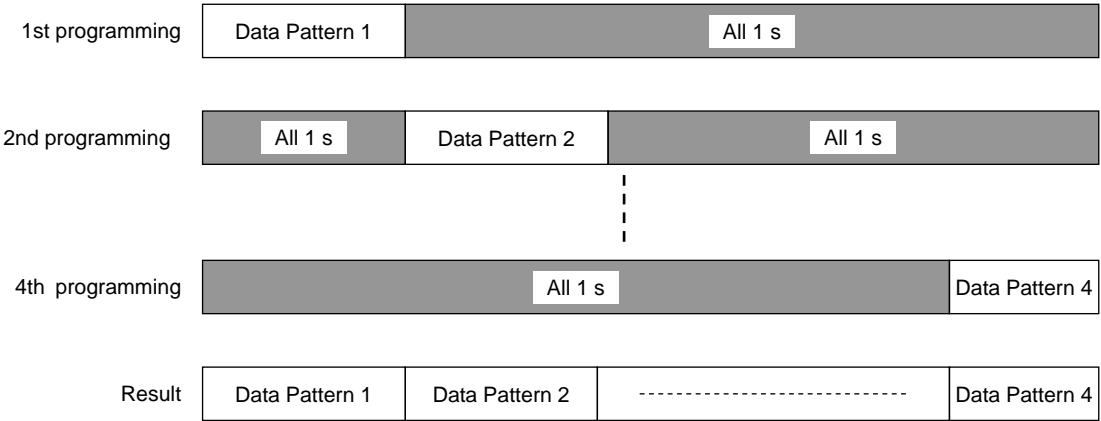 1st programming Data Pattern 1 All 1 s
2nd programming All 1 s Data Pattern 2 All 1 s
4th programming All 1 s Data Pattern 4
Result Data Pattern 1 Data Pattern 2 Data Pattern 4